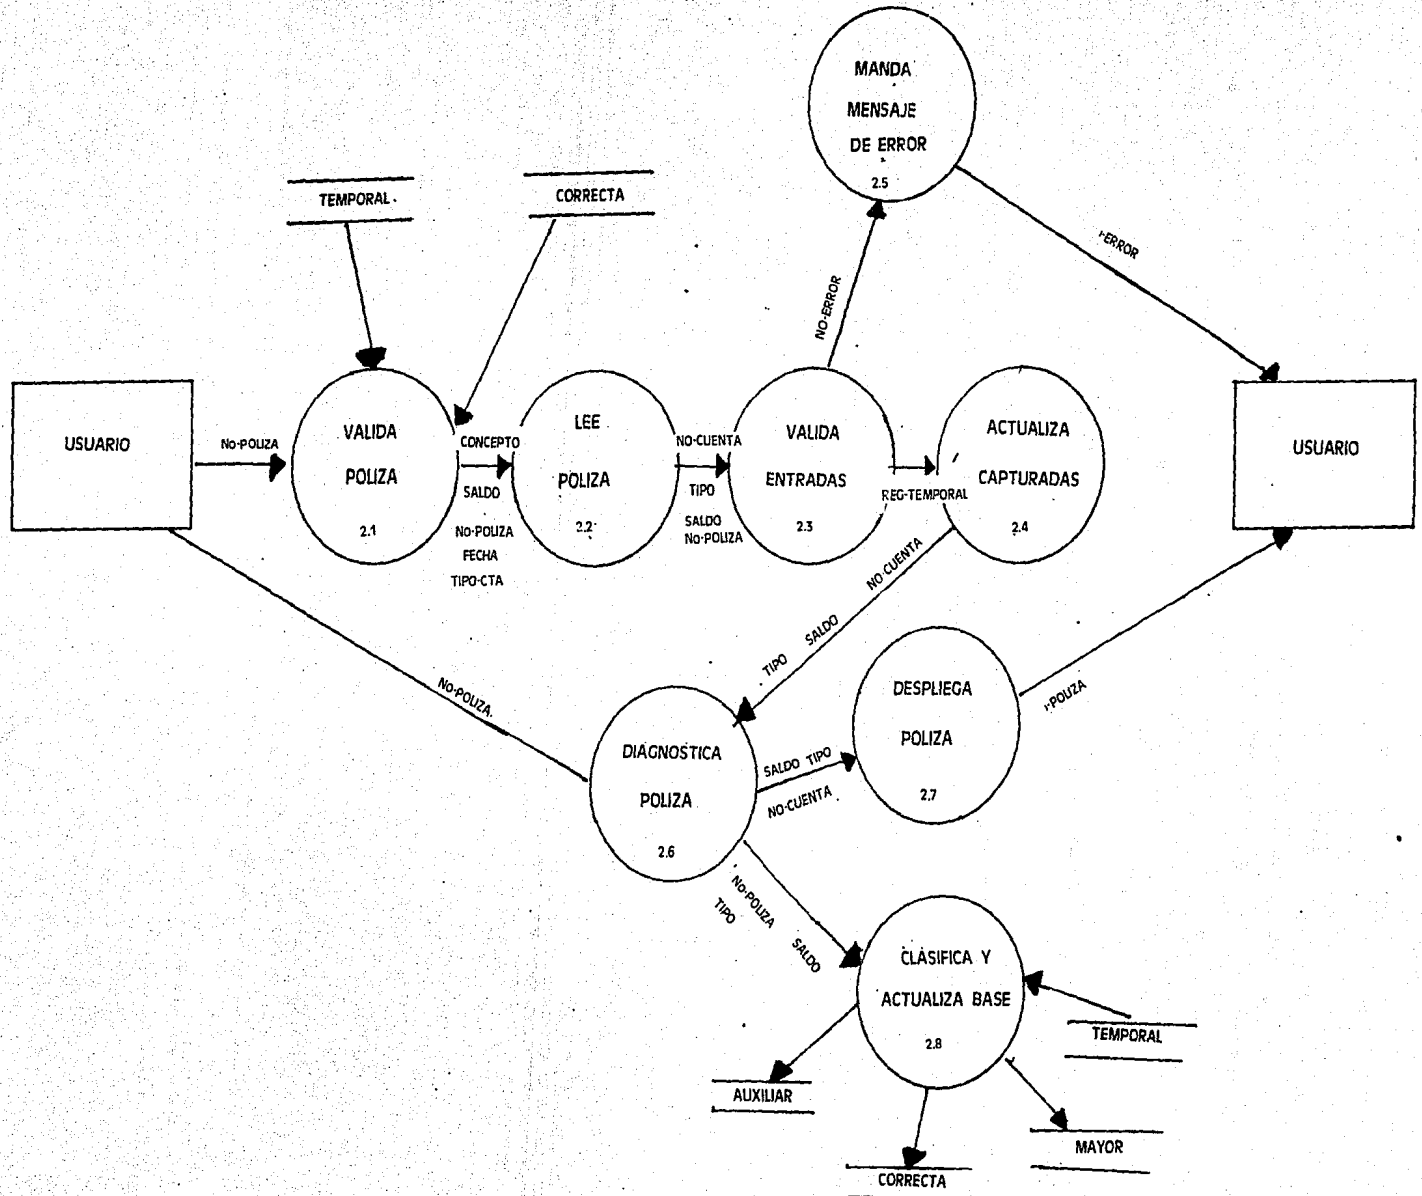 MANDA
MENSAJE
DE ERROR
2.5
TEMPORAL.
CORRECTA
I-ERROR
NO-ERROR
USUARIO
No-POLIZA
VALIDA
POLIZA
2.1
CONCEPTO
SALDO
No-POLIZA
FECHA
TIPO-CTA
LEE
POLIZA
2.2
NO-CUENTA
TIPO
SALDO
No-POLIZA
VALIDA
ENTRADAS
2.3
REG-TEMPORAL
ACTUALIZA
CAPTURADAS
2.4
USUARIO
TIPO SALDO NO-CUENTA
No-POLIZA.
DIAGNOSTICA
POLIZA
2.6
SALDO TIPO
NO-CUENTA
DESPLIEGA
POLIZA
2.7
I-POLIZA
No-POLIZA SALDO
TIPO
CLASIFICA Y
ACTUALIZA BASE
2.8
TEMPORAL
AUXILIAR
MAYOR
CORRECTA